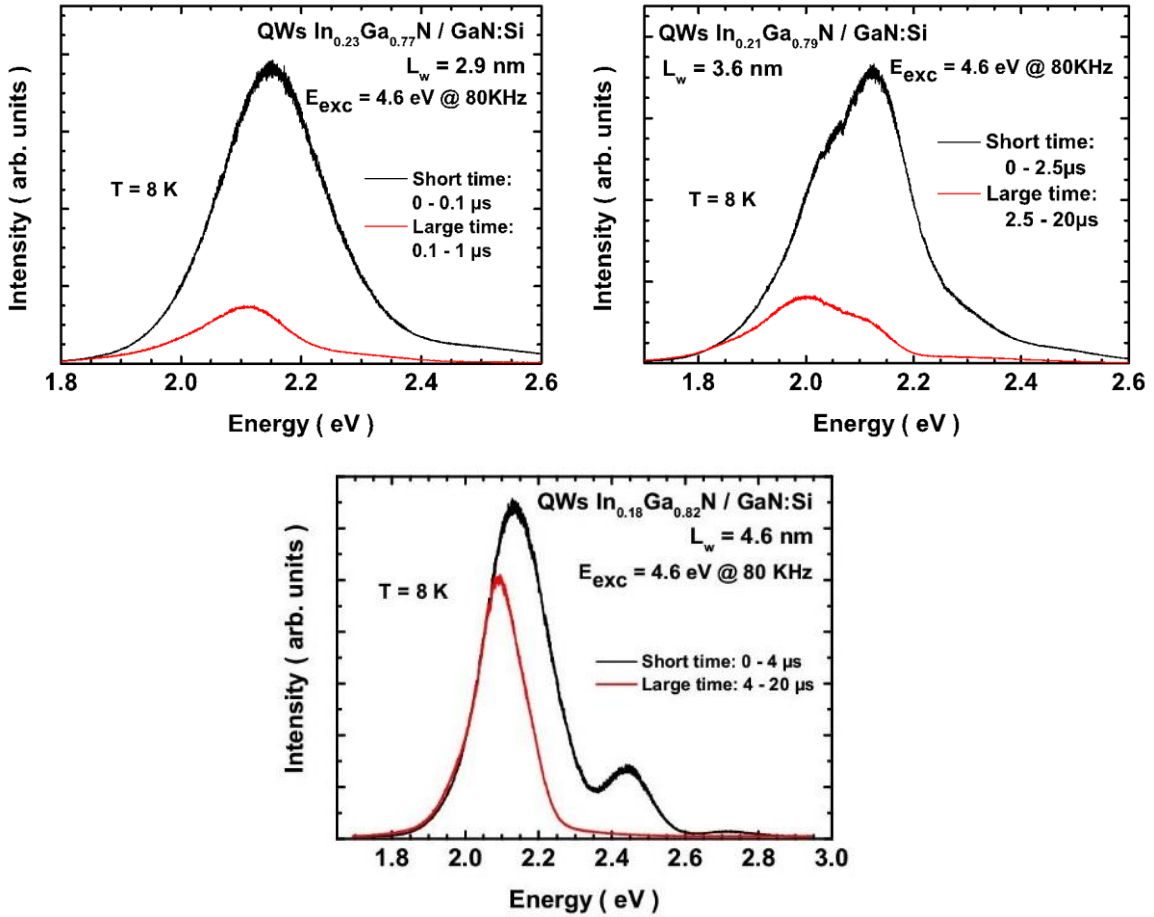 QWs In0.23Ga0.77N / GaN:Si
Lw = 2.9 nm
Eexc = 4.6 eV @ 80KHz
T = 8 K
Short time:
0 - 0.1 µs
Large time:
0.1 - 1 µs
Intensity ( arb. units )
1.8 2.0 2.2 2.4 2.6
Energy ( eV )
QWs In0.21Ga0.79N / GaN:Si
Lw = 3.6 nm
Eexc = 4.6 eV @ 80KHz
Short time:
0 - 2.5µs
T = 8 K
Large time:
2.5 - 20µs
Intensity ( arb. units )
1.8 2.0 2.2 2.4 2.6
Energy ( eV )
QWs In0.18Ga0.82N / GaN:Si
Lw = 4.6 nm
Eexc = 4.6 eV @ 80 KHz
T = 8 K
Short time: 0 - 4 µs
Large time: 4 - 20 µs
Intensity ( arb. units )
1.8 2.0 2.2 2.4 2.6 2.8 3.0
Energy ( eV )